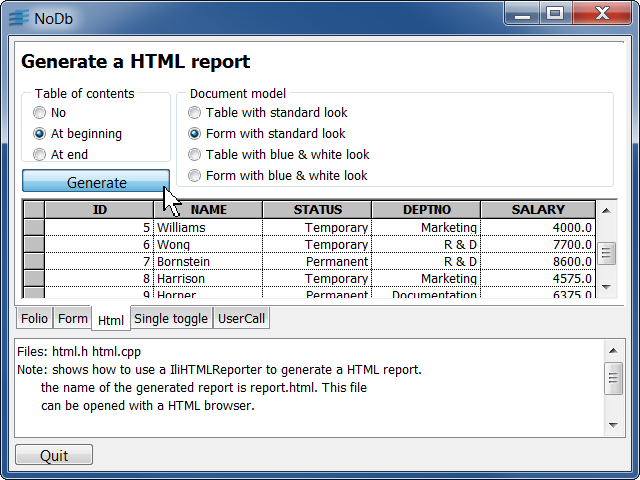 NoDb
Generate a HTML report
Table of contents
No
At beginning
At end
Document model
Table with standard look
Form with standard look
Table with blue & white look
Form with blue & white look
Generate
ID NAME STATUS DEPTNO SALARY
5 Williams Temporary Marketing 4000.0
6 Wong Temporary R & D 7700.0
7 Bornstein Permanent R & D 8600.0
8 Harrison Temporary Marketing 4575.0
9 Horner Permanent Documentation 6375.0
Folio Form Html Single toggle UserCall
Files: html.h html.cpp
Note: shows how to use a IliHTMLReporter to generate a HTML report.
the name of the generated report is report.html. This file
can be opened with a HTML browser.
Quit